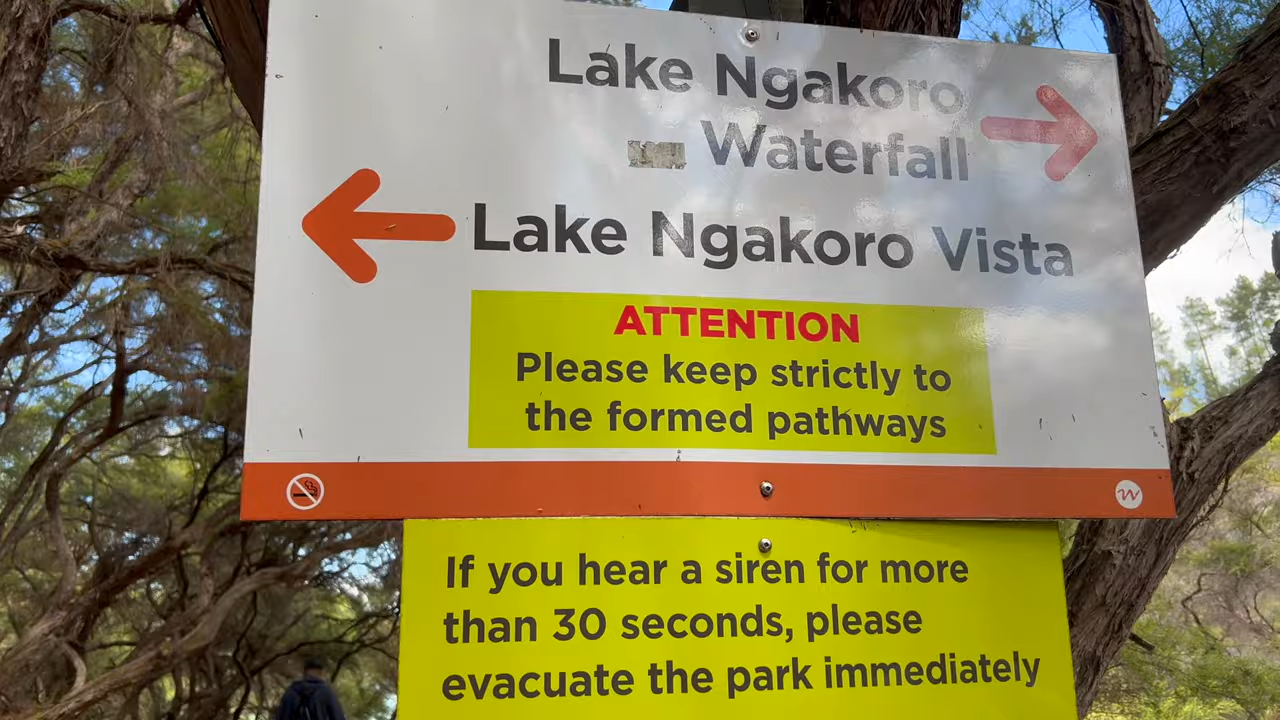 Lake Ngakoro
Waterfall
Lake Ngakoro Vista
ATTENTION
Please keep strictly to
the formed pathways
If you hear a siren for more
than 30 seconds, please
evacuate the park immediately